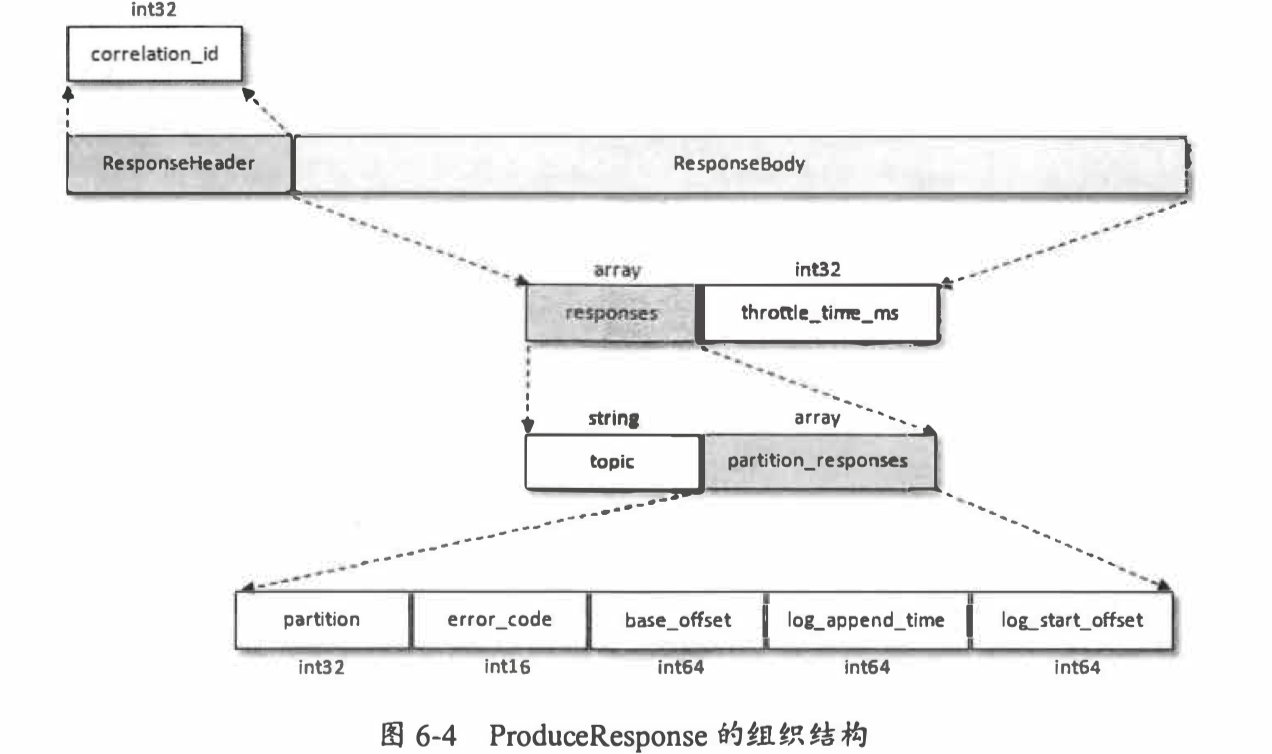 int32
correlation_id
ResponseHeader ResponseBody
array int32
responses throttle_time_ms
string array
topic partition_responses
partition error_code base_offset log_append_time log_start_offset
int32 int16 int64 int64 int64
图 6-4 ProduceResponse 的组织结构